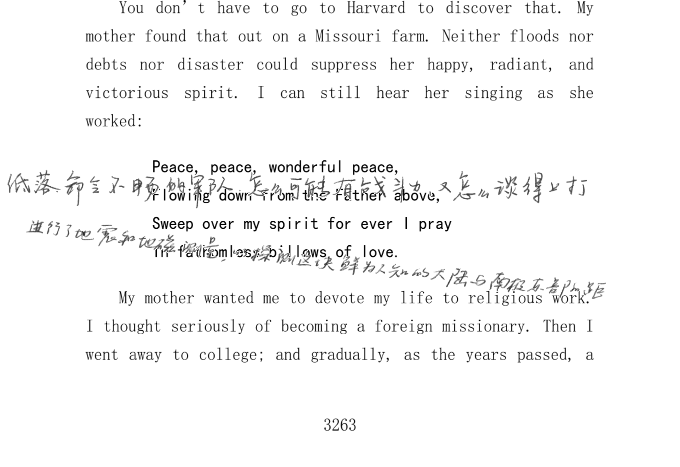 You don't have to go to Harvard to discover that. My
mother found that out on a Missouri farm. Neither floods nor
debts nor disaster could suppress her happy, radiant, and
victorious spirit. I can still hear her singing as she
worked:
Peace, peace, wonderful peace,
低落、命令不顺的军队,怎么可能有战斗力,又怎么谈得上打
Flowing down from the Father above,
Sweep over my spirit for ever I pray
进行了地震和地磁测量,以探测这块鲜为人知的大陆与南极东部的距
In fathomless billows of love.
My mother wanted me to devote my life to religious work.
I thought seriously of becoming a foreign missionary. Then I
went away to college; and gradually, as the years passed, a
3263